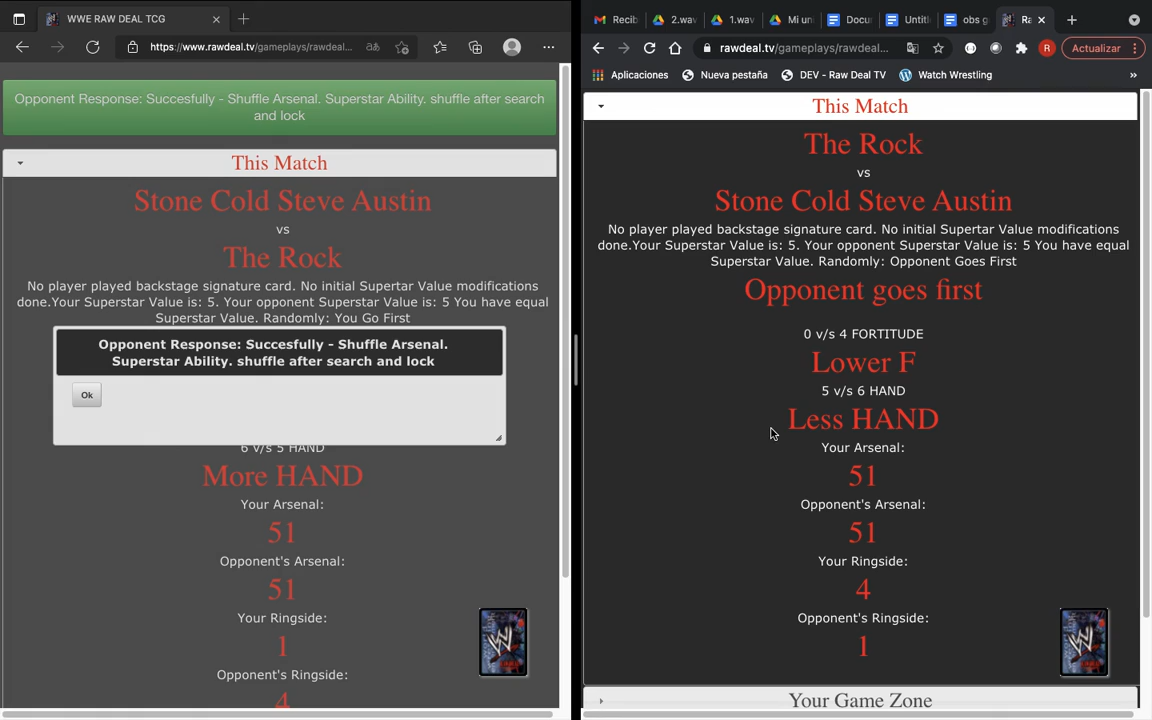 WWE RAW DEAL TCG
https://www.rawdeal.tv/gameplays/rawdeal...
Opponent Response: Succesfully - Shuffle Arsenal. Superstar Ability. shuffle after search
and lock
This Match
Stone Cold Steve Austin
vs
The Rock
No player played backstage signature card. No initial Supertar Value modifications
done.Your Superstar Value is: 5. Your opponent Superstar Value is: 5 You have equal
Superstar Value. Randomly: You Go First
Opponent Response: Succesfully - Shuffle Arsenal.
Superstar Ability. shuffle after search and lock
Ok
6 v/s 5 HAND
More HAND
Your Arsenal:
51
Opponent's Arsenal:
51
Your Ringside:
1
Opponent's Ringside:
4
Recib
2.wav
1.wav
Mi un
Docu
Untitl
obs g
Ra
rawdeal.tv/gameplays/rawdeal...
R
Actualizar
Aplicaciones
Nueva pestaña
DEV - Raw Deal TV
Watch Wrestling
»
This Match
The Rock
vs
Stone Cold Steve Austin
No player played backstage signature card. No initial Supertar Value modifications
done.Your Superstar Value is: 5. Your opponent Superstar Value is: 5 You have equal
Superstar Value. Randomly: Opponent Goes First
Opponent goes first
0 v/s 4 FORTITUDE
Lower F
5 v/s 6 HAND
Less HAND
Your Arsenal:
51
Opponent's Arsenal:
51
Your Ringside:
4
Opponent's Ringside:
1
Your Game Zone